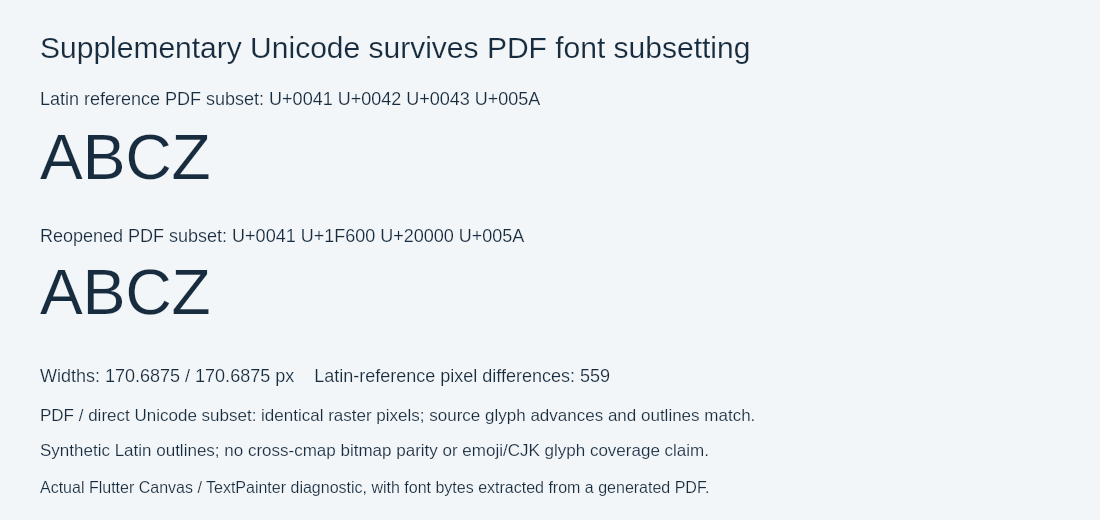 Supplementary Unicode survives PDF font subsetting
Latin reference PDF subset: U+0041 U+0042 U+0043 U+005A
ABCZ
Reopened PDF subset: U+0041 U+1F600 U+20000 U+005A
ABCZ
Widths: 170.6875 / 170.6875 px    Latin-reference pixel differences: 559
PDF / direct Unicode subset: identical raster pixels; source glyph advances and outlines match.
Synthetic Latin outlines; no cross-cmap bitmap parity or emoji/CJK glyph coverage claim.
Actual Flutter Canvas / TextPainter diagnostic, with font bytes extracted from a generated PDF.